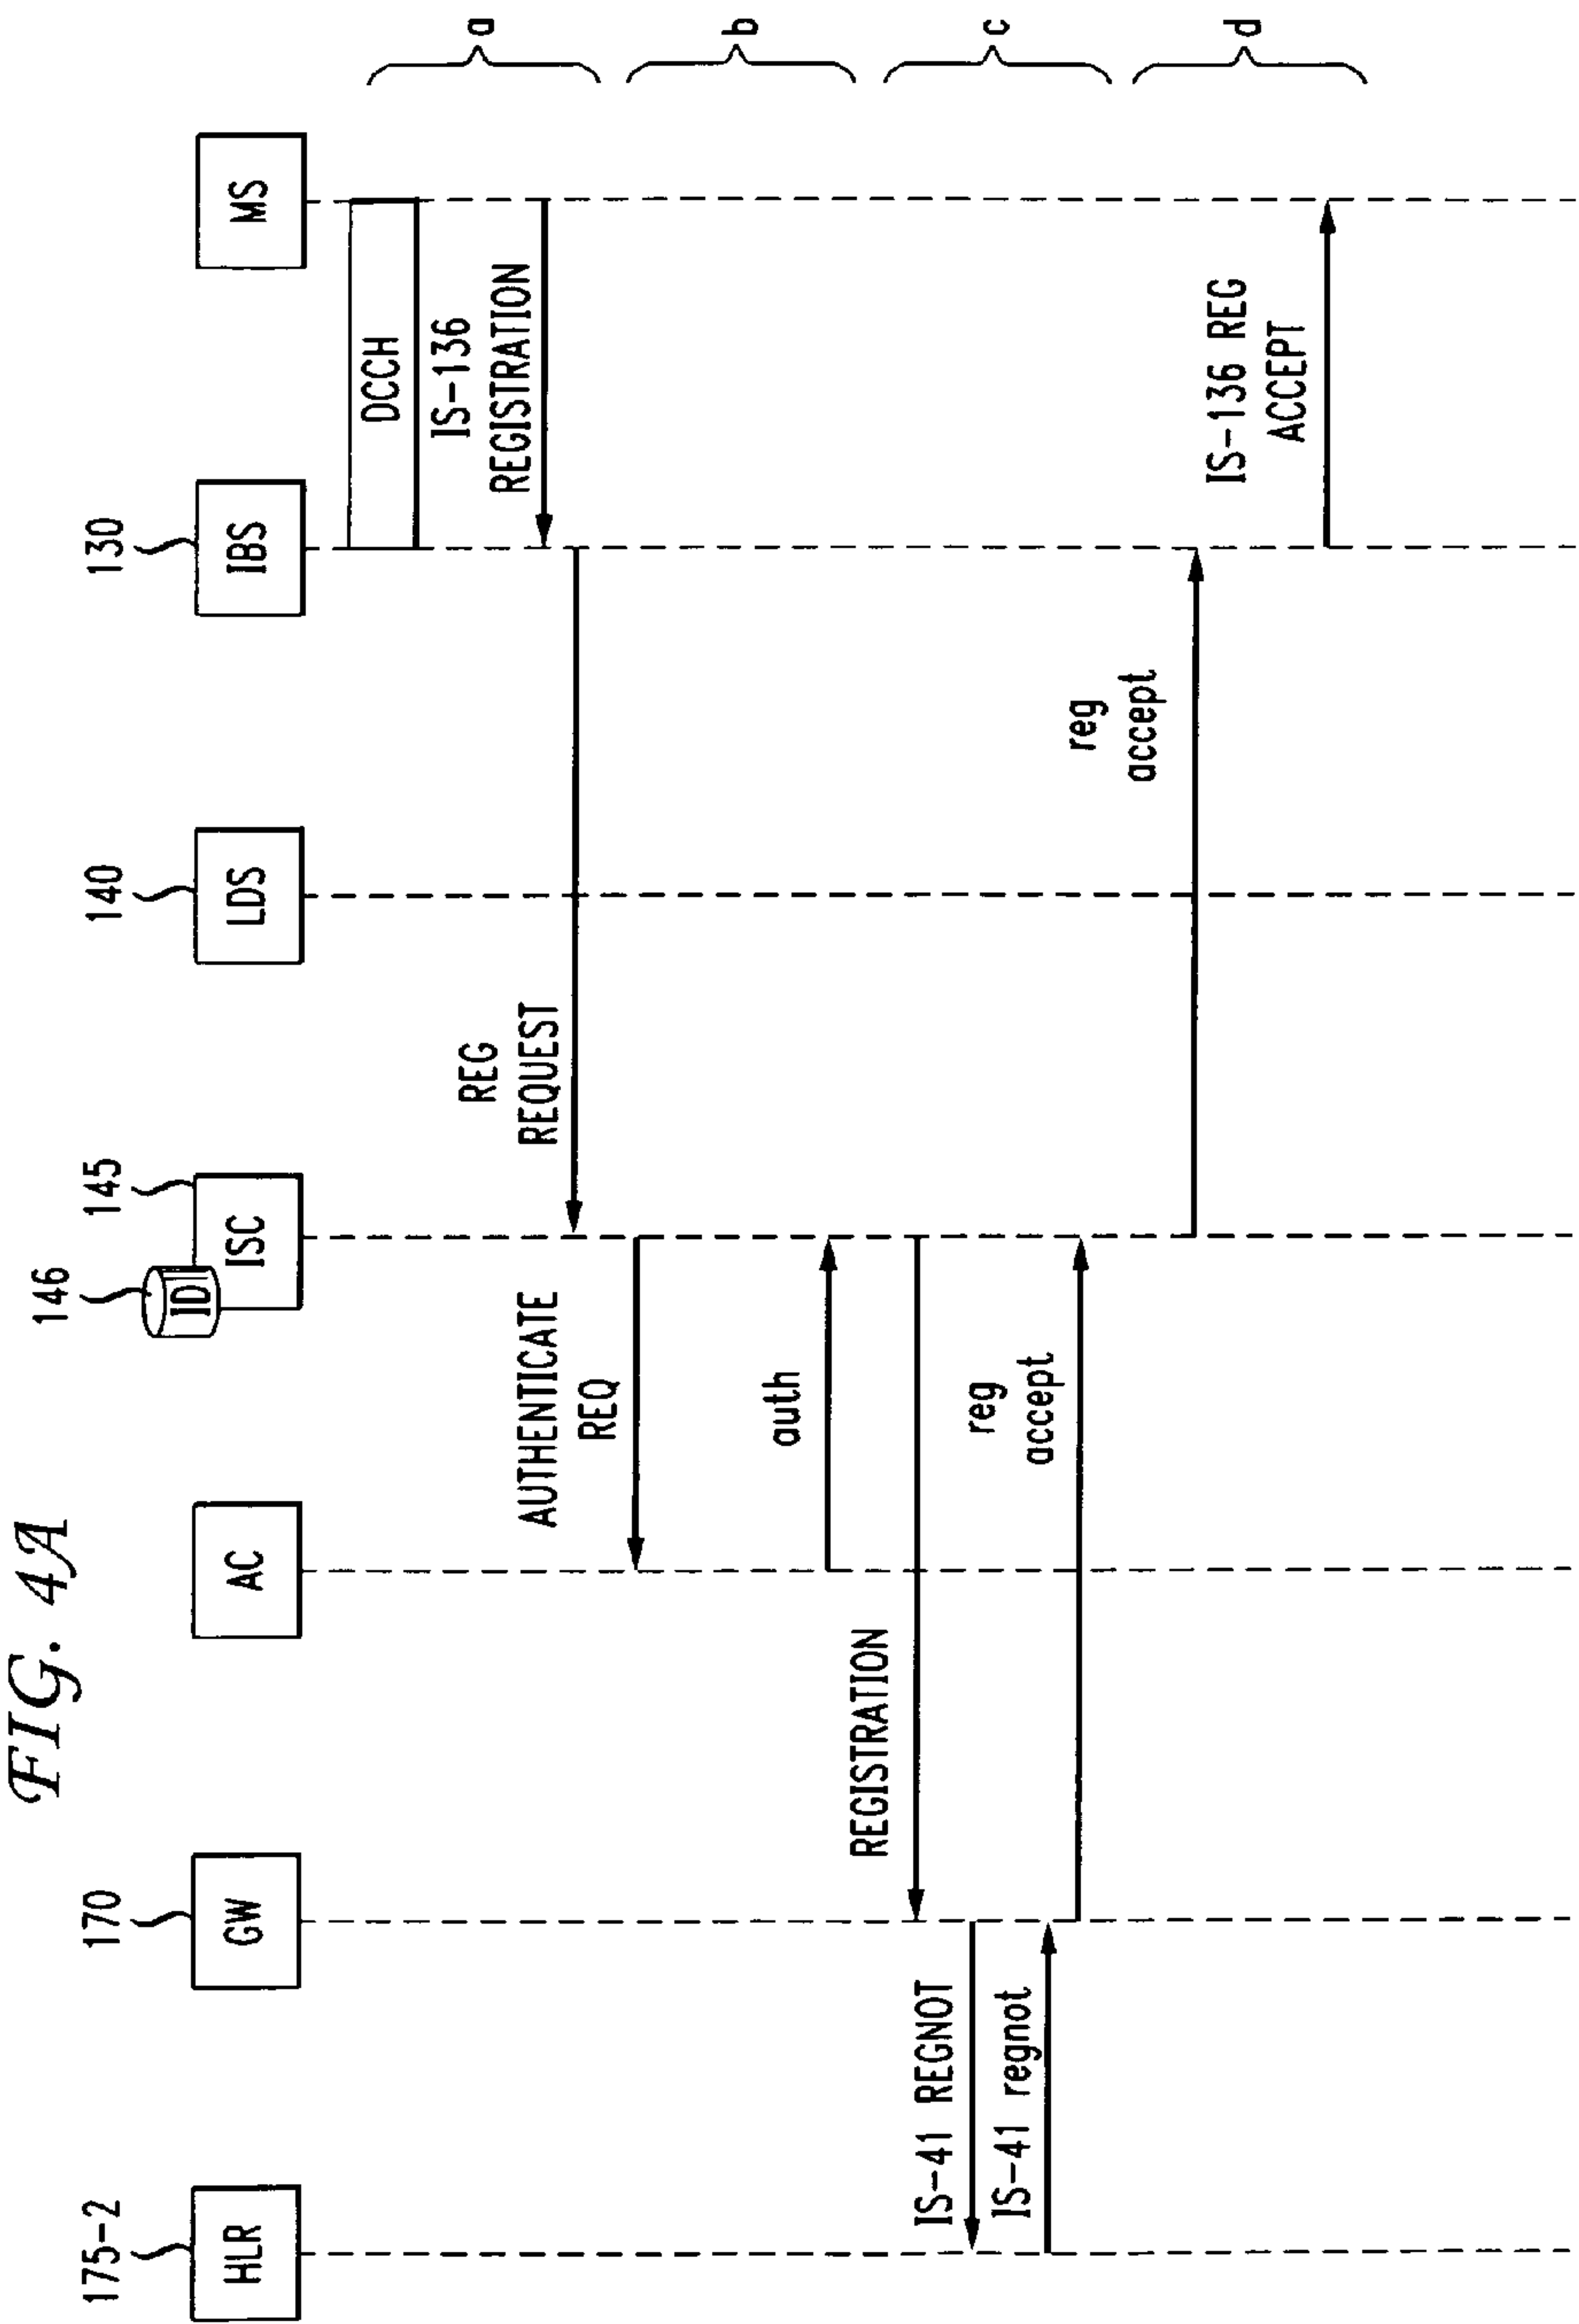 FIG. 4A
175-2
170
146
145
140
130
HLR
GW
AC
ID
ISC
LDS
IBS
MS
DCCH
a
IS-136
REGISTRATION
REG
REQUEST
AUTHENTICATE
REQ
b
auth
REGISTRATION
c
IS-41 REGNOT
IS-41 regnot
reg
accept
reg
accept
d
IS-136 REG
ACCEPT